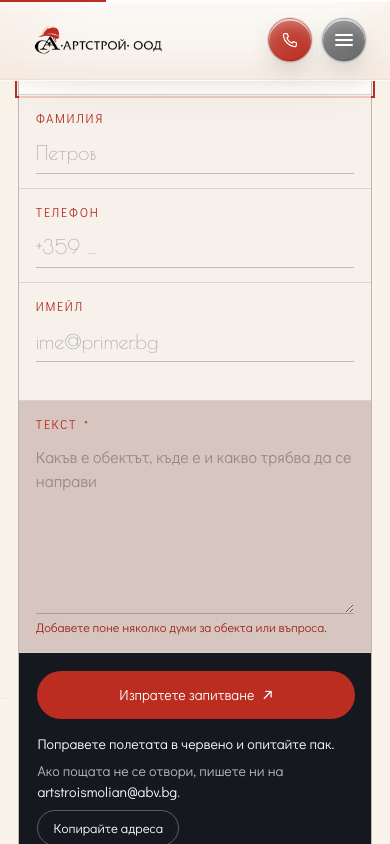 А·АРТСТРОЙ· ООД
ФАМИЛИЯ
Петров
ТЕЛЕФОН
+359 ...
ИМЕЙЛ
ime@primer.bg
ТЕКСТ *
Какъв е обектът, къде е и какво трябва да се
направи
Добавете поне няколко думи за обекта или въпроса.
Изпратете запитване ↗
Поправете полетата в червено и опитайте пак.
Ако пощата не се отвори, пишете ни на
artstroismolian@abv.bg.
Копирайте адреса